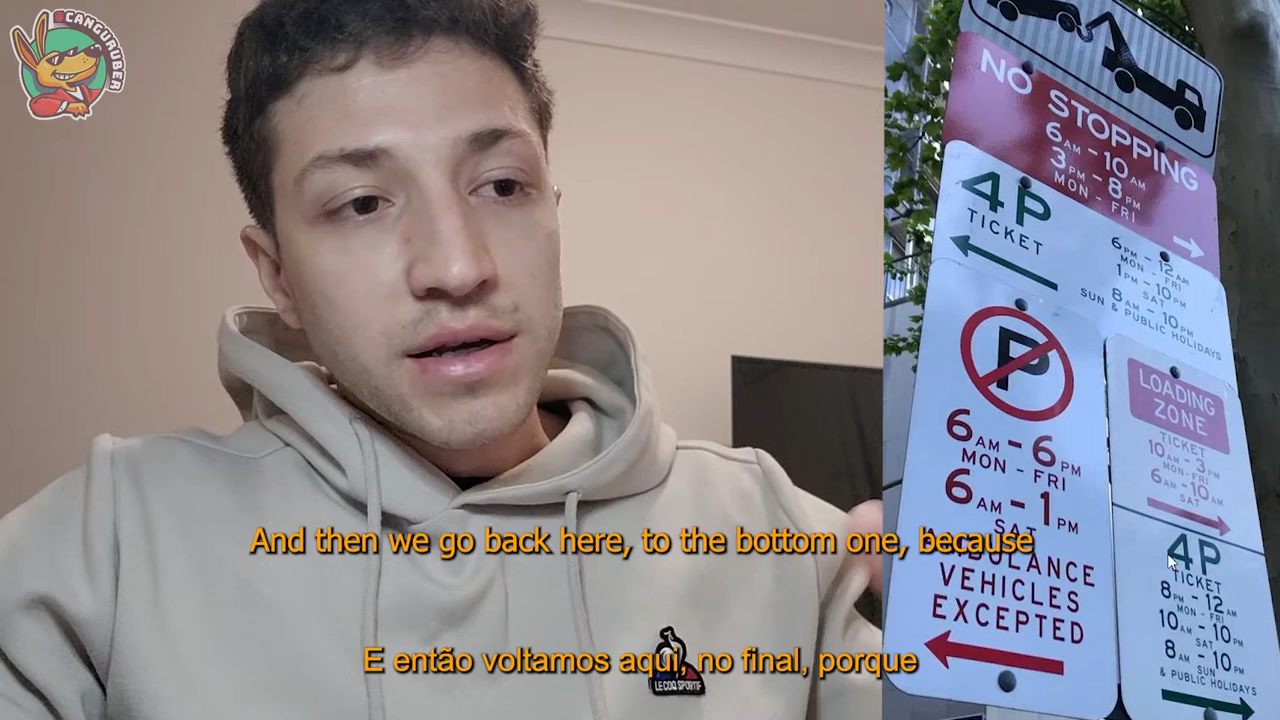 CANGURUBER
NO STOPPING
6AM - 10AM
3PM - 8PM
MON - FRI
4P
TICKET
6PM - 12AM
MON - FRI
1PM - 10PM
SAT
8AM - 10PM
SUN & PUBLIC HOLIDAYS
P
6AM - 6PM
MON - FRI
6AM - 1PM
SAT
AMBULANCE
VEHICLES
EXCEPTED
LOADING
ZONE
TICKET
10AM - 3PM
MON-FRI
6AM - 10AM
SAT
4P
TICKET
8PM - 12AM
MON - FRI
10AM - 10PM
8AM - 10PM
& PUBLIC HOLIDAYS
And then we go back here, to the bottom one, because
E então voltamos aqui, no final, porque
LE COQ SPORTIF